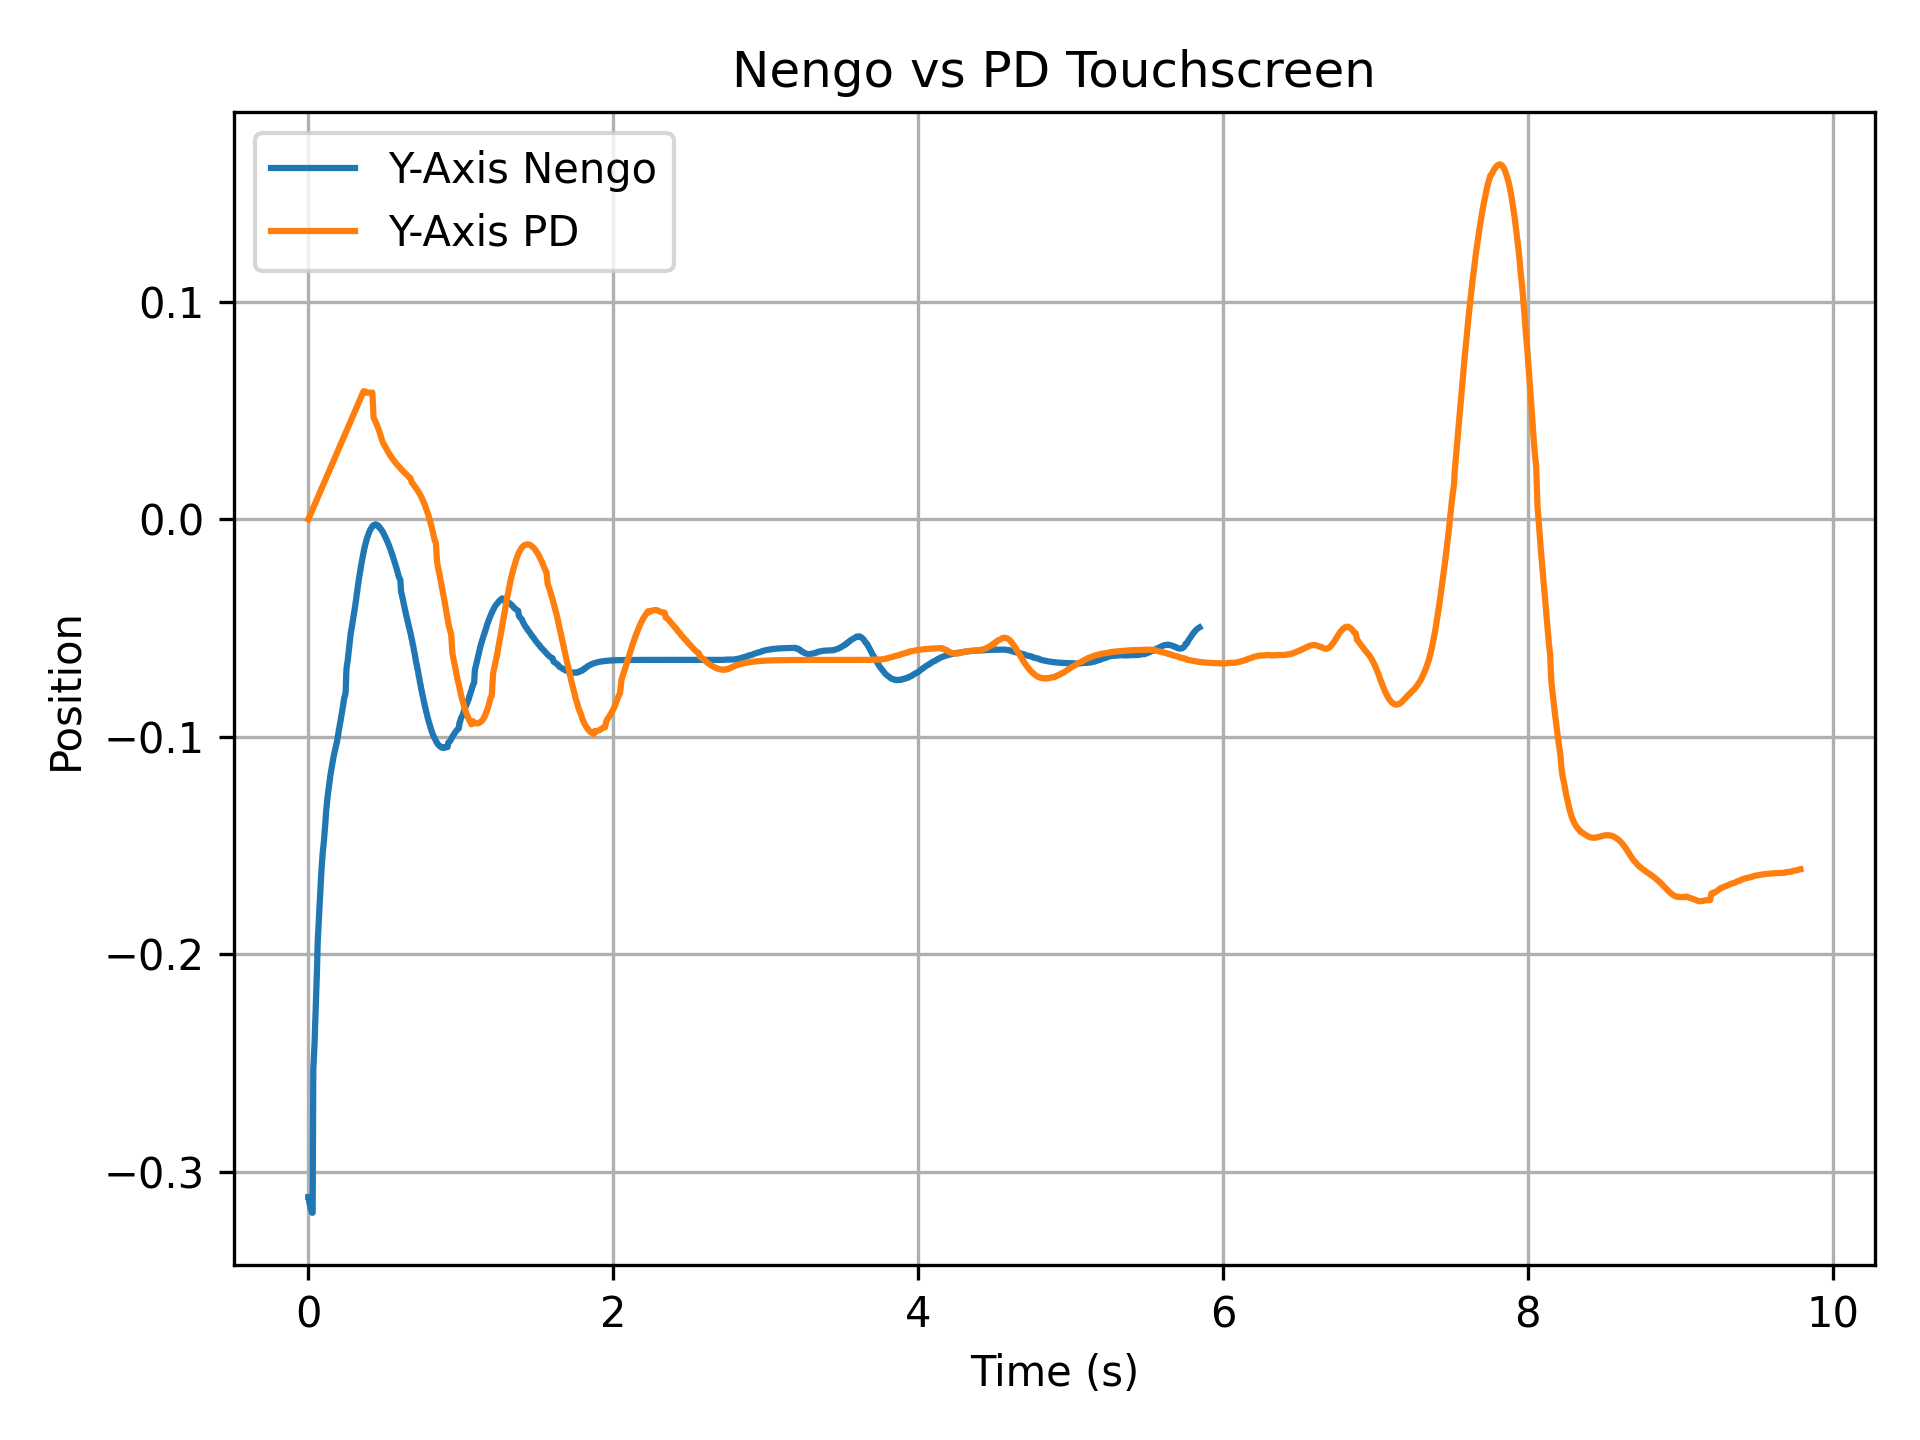 Nengo vs PD Touchscreen
Y-Axis Nengo
Y-Axis PD
0.1
0.0
−0.1
−0.2
−0.3
Position
0 2 4 6 8 10
Time (s)